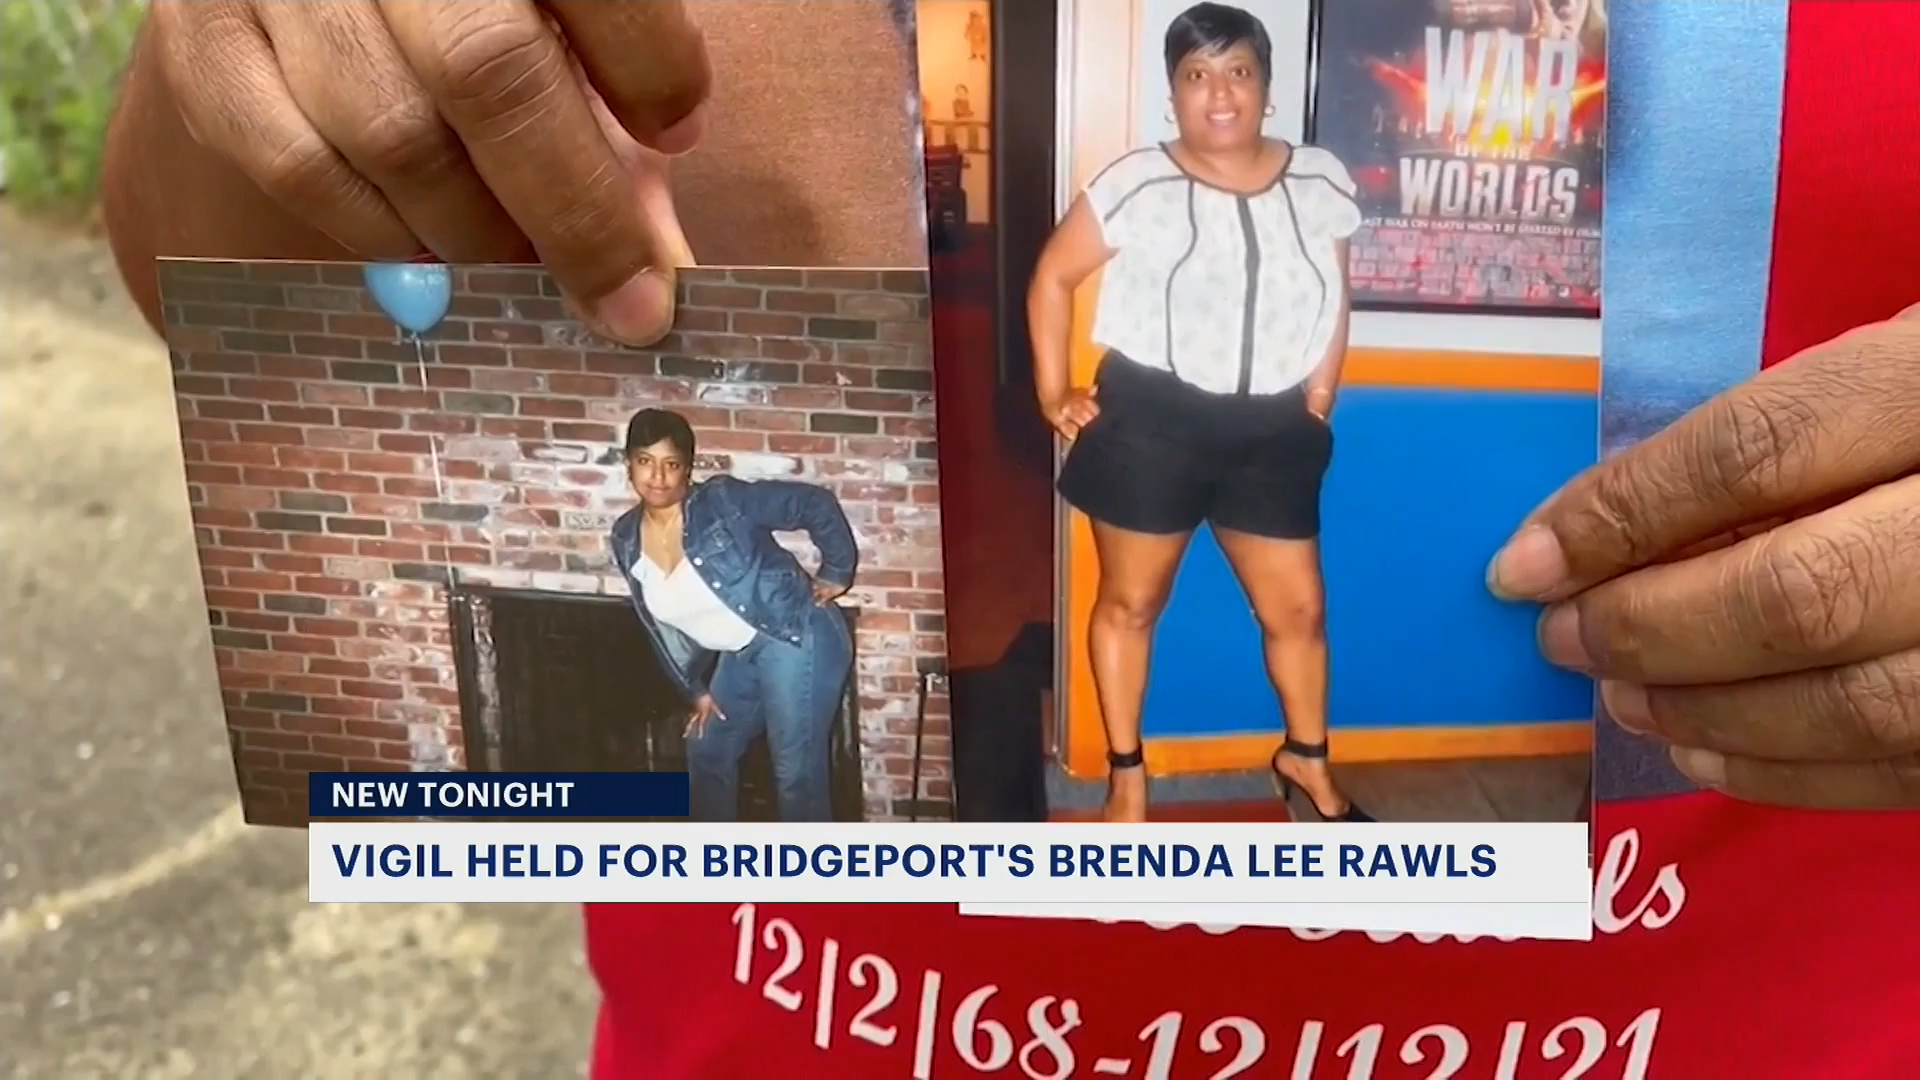 WAR
OF THE
WORLDS
NEW TONIGHT
VIGIL HELD FOR BRIDGEPORT'S BRENDA LEE RAWLS
12/2/68-12/12/21